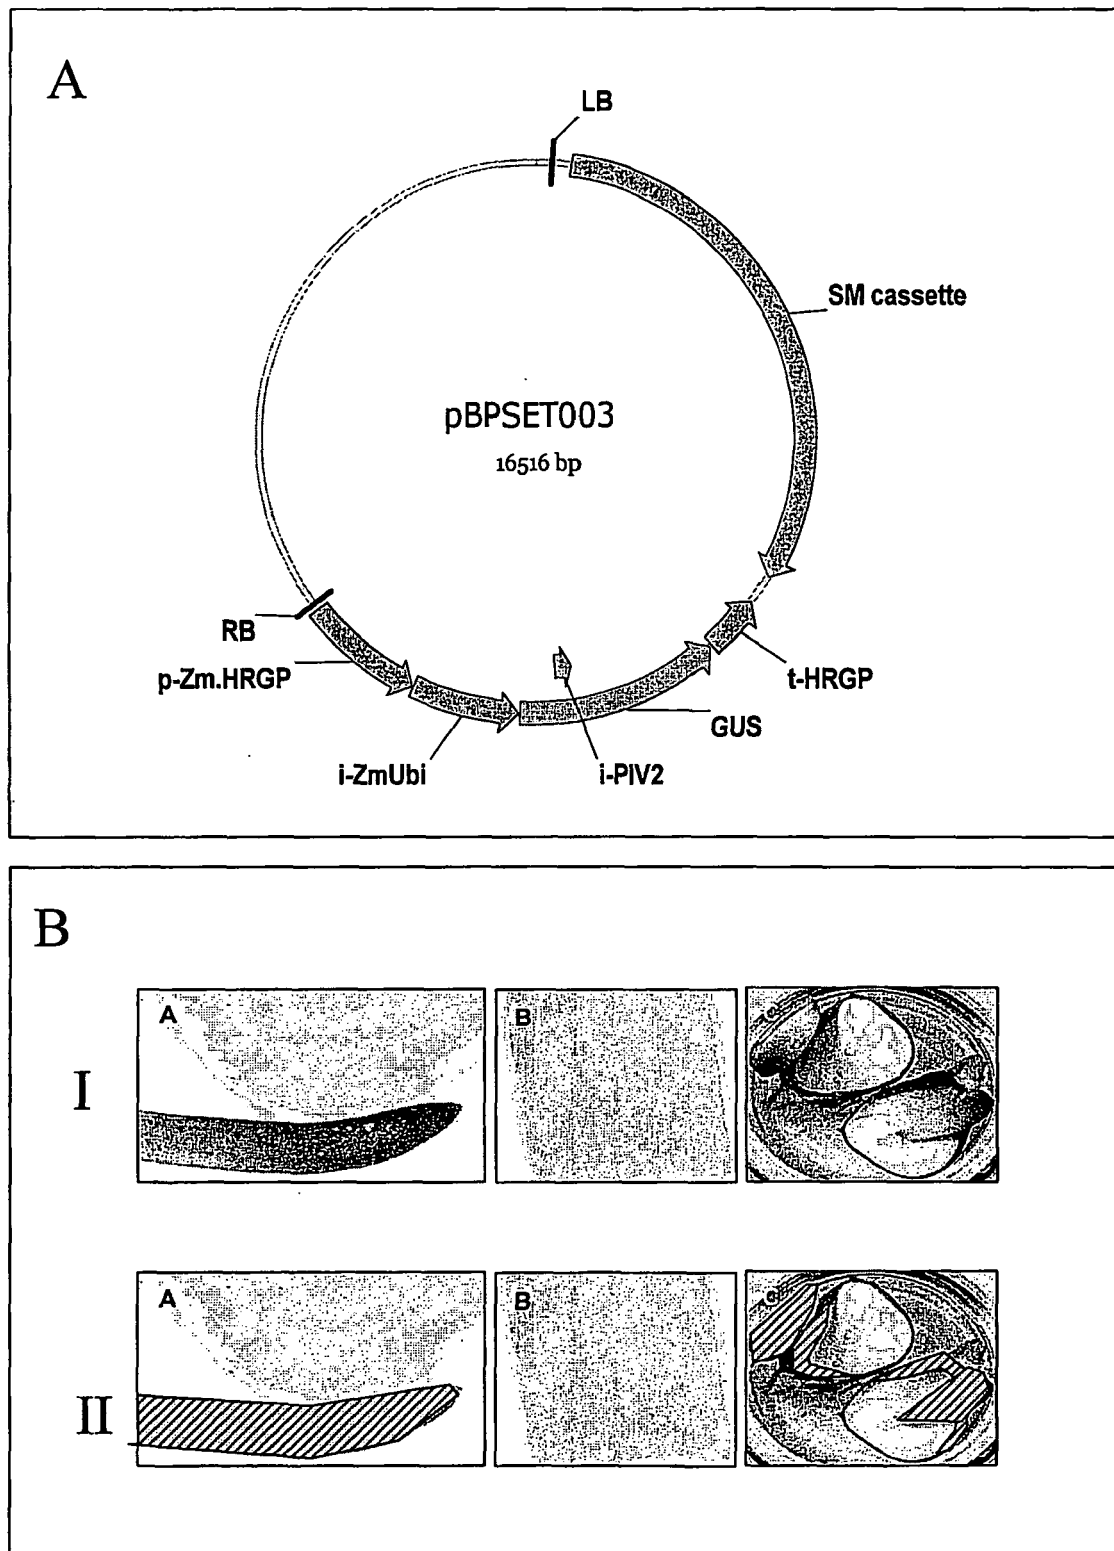 A
LB
SM cassette
pBPSET003
16516 bp
RB
p-Zm.HRGP
t-HRGP
GUS
i-ZmUbi
i-PIV2
B
I
A
B
C
II
A
B
C